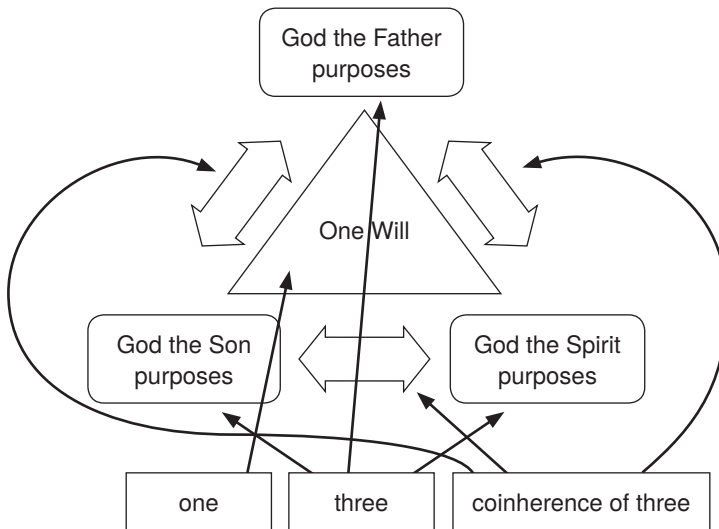 God the Father
purposes
One Will
God the Son
purposes
God the Spirit
purposes
one
three
coinherence of three